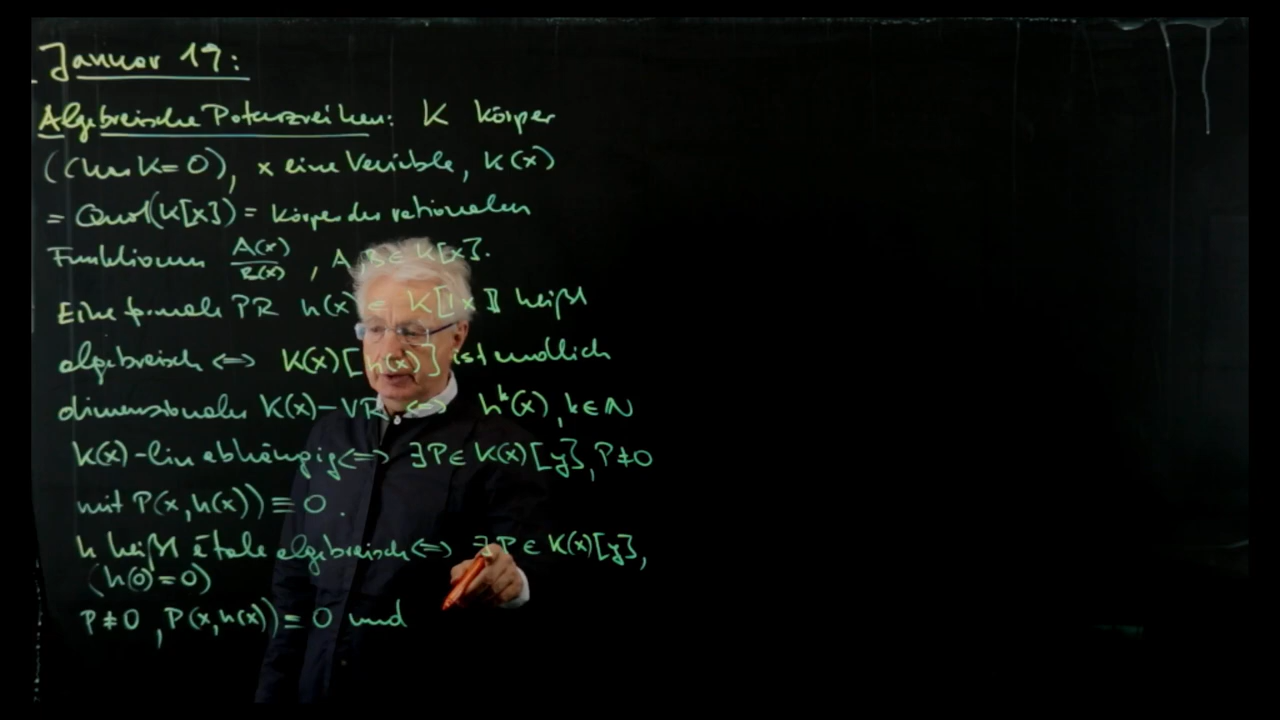 Januar 19:
Algebraische Potenzreihen: K Körper
(Char K=0), x eine Variable, K(x)
= Quot(K[x]) = Körper der rationalen
Funktionen A(x)/B(x), A, B ∈ K[x].
Eine formale PR h(x) ∈ K[[x]] heißt
algebraisch <=> K(x)[h(x)] ist endlich
dimensionaler K(x)-VR <=> h^k(x), k∈N
K(x)-lin abhängig <=> ∃P∈ K(x)[y], P≠0
mit P(x,h(x)) ≡ 0.
h heißt étale algebraisch <=> ∃P ∈ K(x)[y],
(h(0)=0)
P≠0, P(x,h(x)) = 0 und